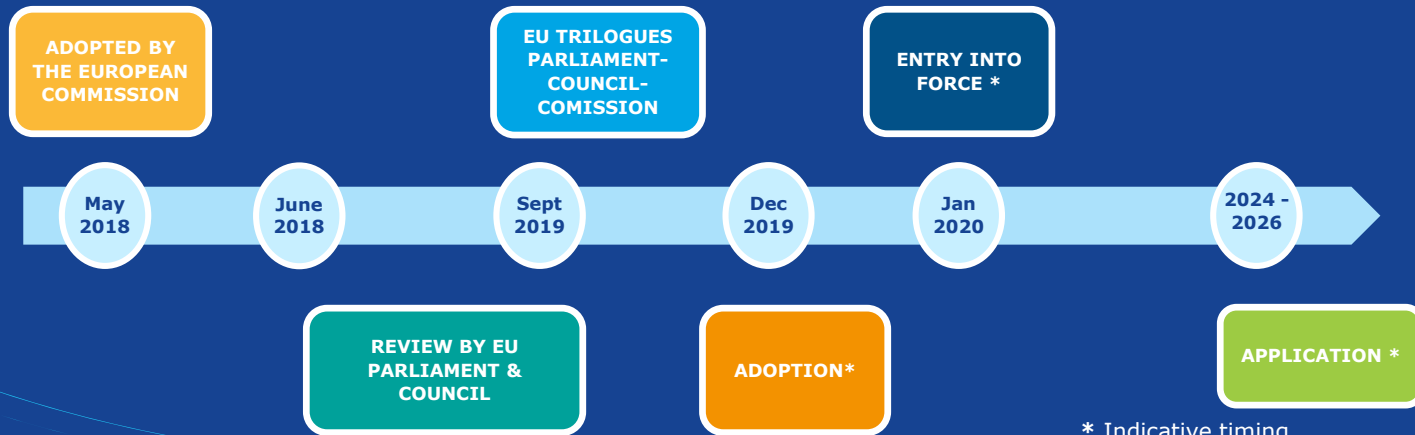 ADOPTED BY
THE EUROPEAN
COMMISSION
EU TRILOGUES
PARLIAMENT-
COUNCIL-
COMISSION
ENTRY INTO
FORCE *
May
2018
June
2018
Sept
2019
Dec
2019
Jan
2020
2024 -
2026
REVIEW BY EU
PARLIAMENT &
COUNCIL
ADOPTION*
APPLICATION *
* Indicative timing